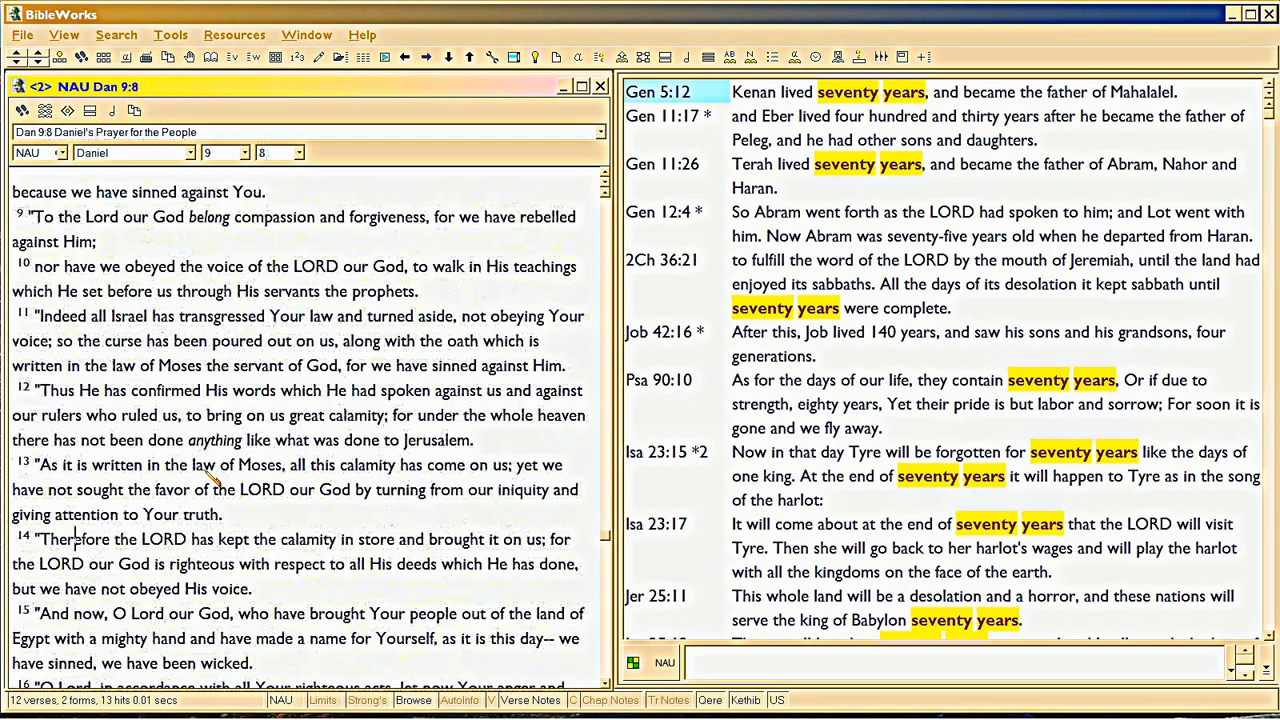 BibleWorks
File View Search Tools Resources Window Help
<2> NAU Dan 9:8
Dan 9:8 Daniel's Prayer for the People
NAU Daniel 9 8
because we have sinned against You.
9 "To the Lord our God belong compassion and forgiveness, for we have rebelled
against Him;
10 nor have we obeyed the voice of the LORD our God, to walk in His teachings
which He set before us through His servants the prophets.
11 "Indeed all Israel has transgressed Your law and turned aside, not obeying Your
voice; so the curse has been poured out on us, along with the oath which is
written in the law of Moses the servant of God, for we have sinned against Him.
12 "Thus He has confirmed His words which He had spoken against us and against
our rulers who ruled us, to bring on us great calamity; for under the whole heaven
there has not been done anything like what was done to Jerusalem.
13 "As it is written in the law of Moses, all this calamity has come on us; yet we
have not sought the favor of the LORD our God by turning from our iniquity and
giving attention to Your truth.
14 "Therefore the LORD has kept the calamity in store and brought it on us; for
the LORD our God is righteous with respect to all His deeds which He has done,
but we have not obeyed His voice.
15 "And now, O Lord our God, who have brought Your people out of the land of
Egypt with a mighty hand and have made a name for Yourself, as it is this day-- we
have sinned, we have been wicked.
16 "O Lord, in accordance with all Your righteous acts, let now Your anger and
Gen 5:12 Kenan lived seventy years, and became the father of Mahalalel.
Gen 11:17 * and Eber lived four hundred and thirty years after he became the father of
Peleg, and he had other sons and daughters.
Gen 11:26 Terah lived seventy years, and became the father of Abram, Nahor and
Haran.
Gen 12:4 * So Abram went forth as the LORD had spoken to him; and Lot went with
him. Now Abram was seventy-five years old when he departed from Haran.
2Ch 36:21 to fulfill the word of the LORD by the mouth of Jeremiah, until the land had
enjoyed its sabbaths. All the days of its desolation it kept sabbath until
seventy years were complete.
Job 42:16 * After this, Job lived 140 years, and saw his sons and his grandsons, four
generations.
Psa 90:10 As for the days of our life, they contain seventy years, Or if due to
strength, eighty years, Yet their pride is but labor and sorrow; For soon it is
gone and we fly away.
Isa 23:15 *2 Now in that day Tyre will be forgotten for seventy years like the days of
one king. At the end of seventy years it will happen to Tyre as in the song
of the harlot:
Isa 23:17 It will come about at the end of seventy years that the LORD will visit
Tyre. Then she will go back to her harlot's wages and will play the harlot
with all the kingdoms on the face of the earth.
Jer 25:11 This whole land will be a desolation and a horror, and these nations will
serve the king of Babylon seventy years.
NAU
12 verses, 2 forms, 13 hits 0.01 secs NAU Limits Strong's Browse AutoInfo V Verse Notes C Chap Notes Tr Notes Qere Kethib US